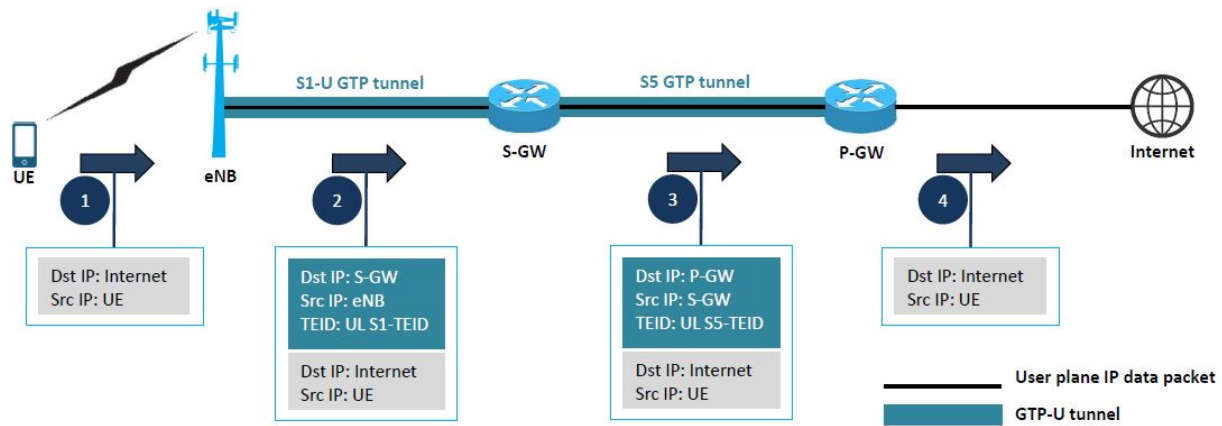 S1-U GTP tunnel
S5 GTP tunnel
UE
eNB
S-GW
P-GW
Internet
1
2
3
4
Dst IP: Internet
Src IP: UE
Dst IP: S-GW
Src IP: eNB
TEID: UL S1-TEID
Dst IP: Internet
Src IP: UE
Dst IP: P-GW
Src IP: S-GW
TEID: UL S5-TEID
Dst IP: Internet
Src IP: UE
Dst IP: Internet
Src IP: UE
User plane IP data packet
GTP-U tunnel